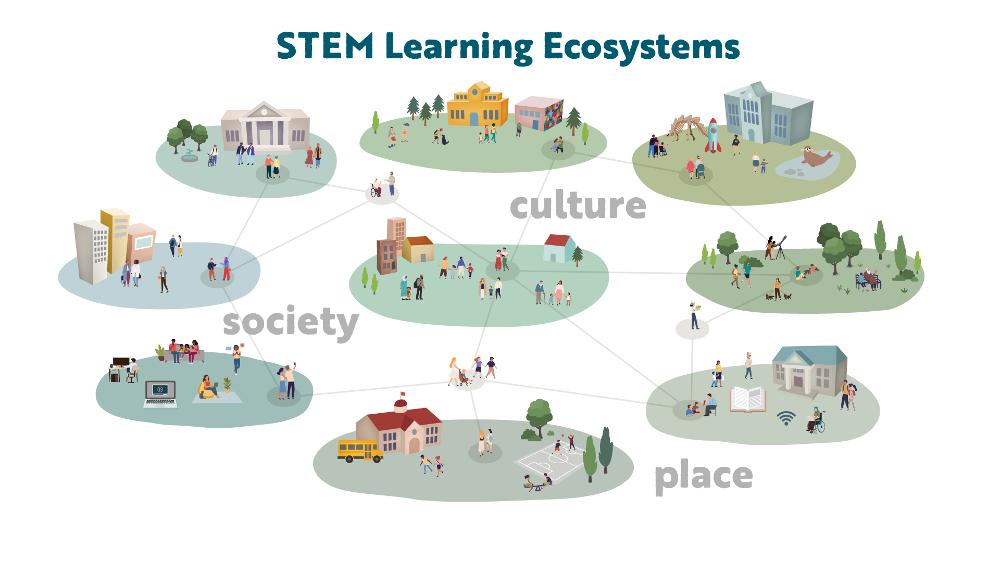 STEM Learning Ecosystems
culture
society
place